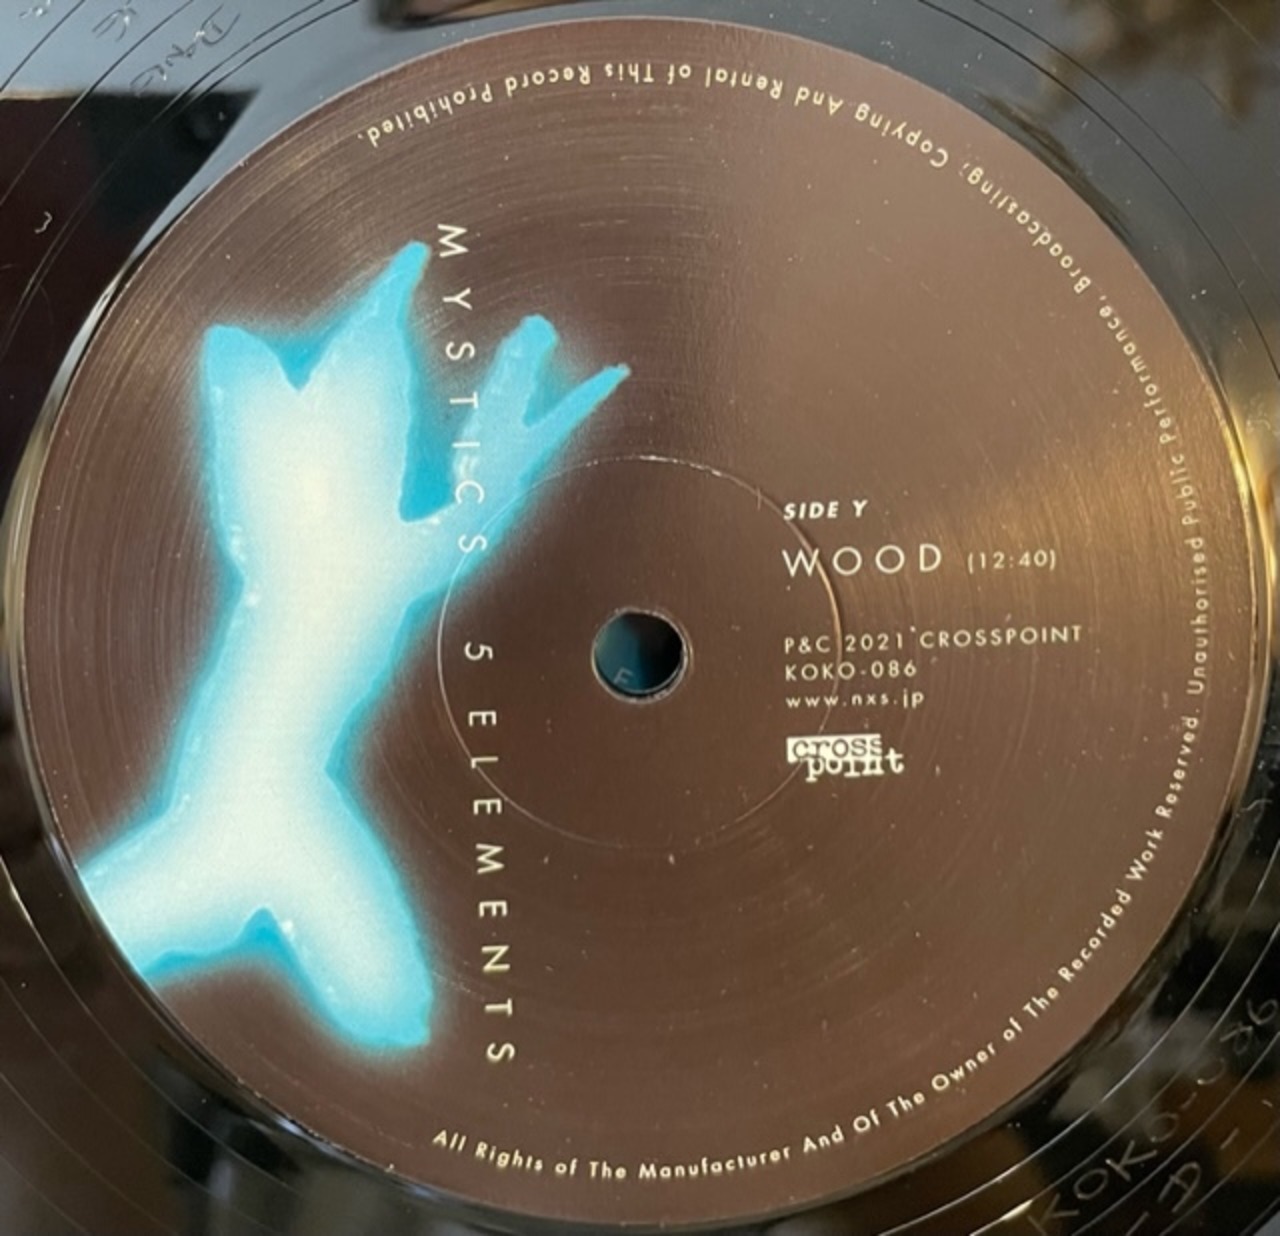 MYSTICS 5 ELEMENTS
SIDE Y
WOOD (12:40)
P&C 2021 CROSSPOINT
KOKO-086
www.nxs.jp
cross
point
All Rights of The Manufacturer And Of The Owner of The Recorded Work Reserved. Unauthorised Public Performance, Broadcasting, Copying And Rental of This Record Prohibited.
KOKO-086
-A-